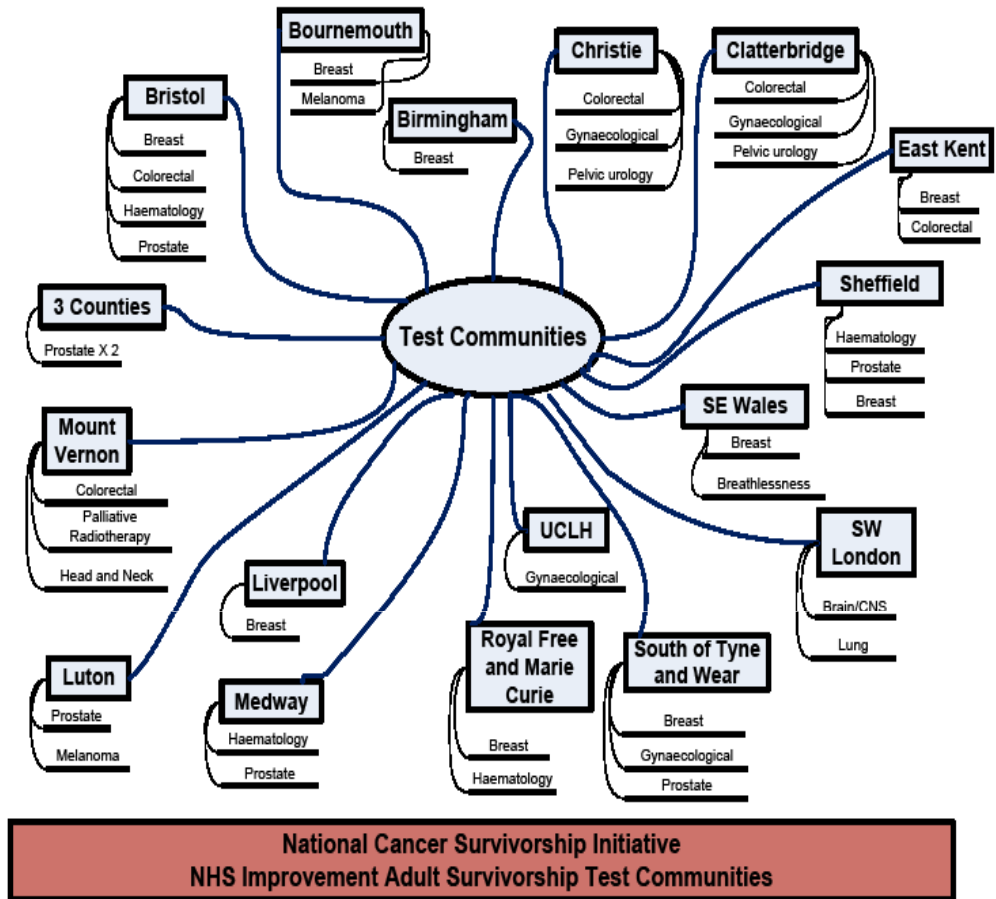 Bournemouth
Breast
Melanoma
Christie
Colorectal
Gynaecological
Pelvic urology
Clatterbridge
Colorectal
Gynaecological
Pelvic urology
Bristol
Breast
Colorectal
Haematology
Prostate
Birmingham
Breast
East Kent
Breast
Colorectal
3 Counties
Prostate X 2
Test Communities
Sheffield
Haematology
Prostate
Breast
Mount
Vernon
Colorectal
Palliative
Radiotherapy
Head and Neck
SE Wales
Breast
Breathlessness
UCLH
Gynaecological
SW
London
Brain/CNS
Lung
Liverpool
Breast
Luton
Prostate
Melanoma
Medway
Haematology
Prostate
Royal Free
and Marie
Curie
Breast
Haematology
South of Tyne
and Wear
Breast
Gynaecological
Prostate
National Cancer Survivorship Initiative
NHS Improvement Adult Survivorship Test Communities